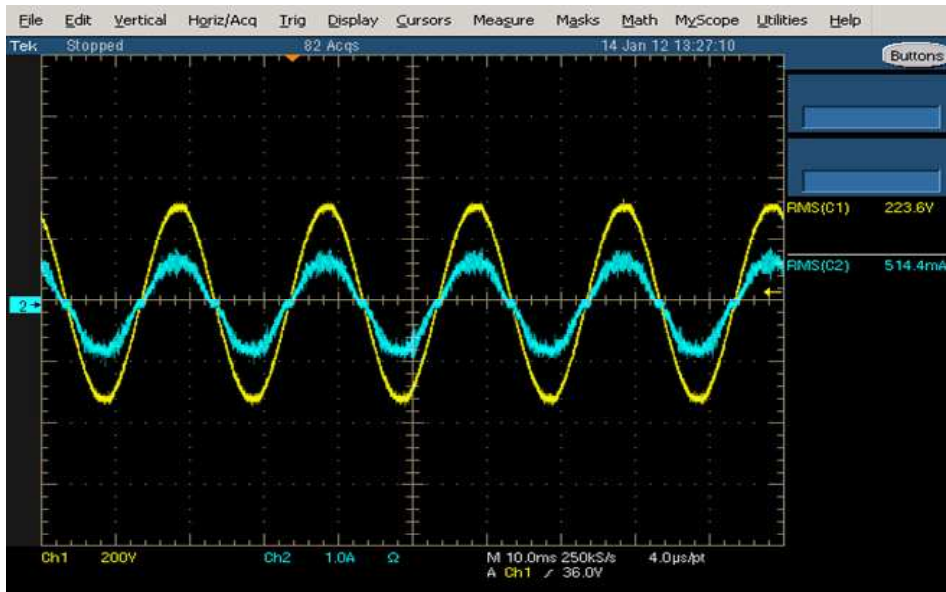 File Edit Vertical Horiz/Acq Trig Display Cursors Measure Masks Math MyScope Utilities Help
Tek Stopped 82 Acqs 14 Jan 12 13:27:10
Buttons
RMS(C1) 223.6V
RMS(C2) 514.4mA
2
Ch1 200V Ch2 1.0A Ω M 10.0ms 250kS/s 4.0µs/pt
A Ch1 / 36.0V